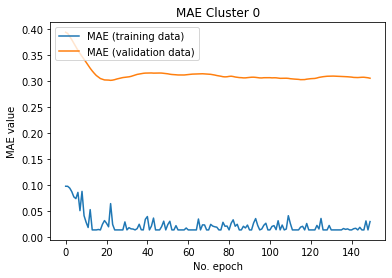 MAE Cluster 0
MAE (training data)
MAE (validation data)
MAE value
0.40
0.35
0.30
0.25
0.20
0.15
0.10
0.05
0.00
0 20 40 60 80 100 120 140
No. epoch